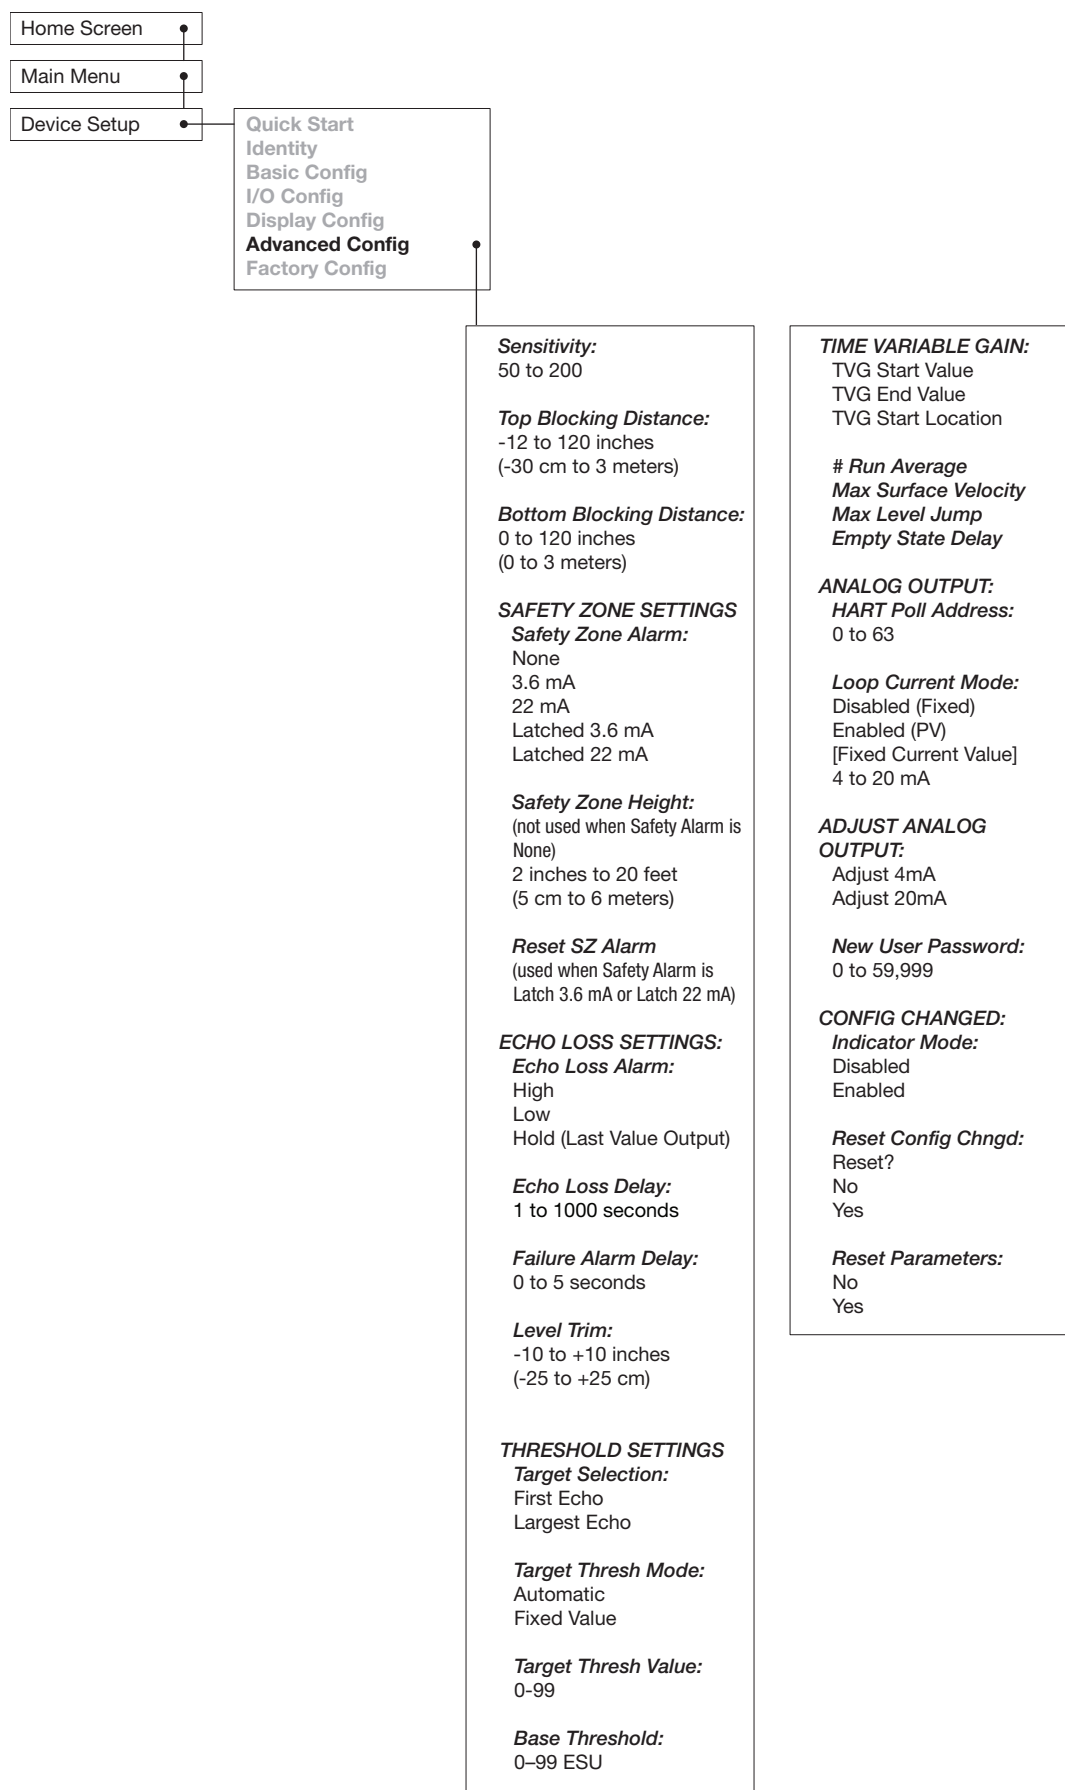 Home Screen
Main Menu
Device Setup
Quick Start
Identity
Basic Config
I/O Config
Display Config
Advanced Config
Factory Config
Sensitivity:
50 to 200
Top Blocking Distance:
-12 to 120 inches
(-30 cm to 3 meters)
Bottom Blocking Distance:
0 to 120 inches
(0 to 3 meters)
SAFETY ZONE SETTINGS
Safety Zone Alarm:
None
3.6 mA
22 mA
Latched 3.6 mA
Latched 22 mA
Safety Zone Height:
(not used when Safety Alarm is
None)
2 inches to 20 feet
(5 cm to 6 meters)
Reset SZ Alarm
(used when Safety Alarm is
Latch 3.6 mA or Latch 22 mA)
ECHO LOSS SETTINGS:
Echo Loss Alarm:
High
Low
Hold (Last Value Output)
Echo Loss Delay:
1 to 1000 seconds
Failure Alarm Delay:
0 to 5 seconds
Level Trim:
-10 to +10 inches
(-25 to +25 cm)
THRESHOLD SETTINGS
Target Selection:
First Echo
Largest Echo
Target Thresh Mode:
Automatic
Fixed Value
Target Thresh Value:
0-99
Base Threshold:
0–99 ESU
TIME VARIABLE GAIN:
TVG Start Value
TVG End Value
TVG Start Location
# Run Average
Max Surface Velocity
Max Level Jump
Empty State Delay
ANALOG OUTPUT:
HART Poll Address:
0 to 63
Loop Current Mode:
Disabled (Fixed)
Enabled (PV)
[Fixed Current Value]
4 to 20 mA
ADJUST ANALOG
OUTPUT:
Adjust 4mA
Adjust 20mA
New User Password:
0 to 59,999
CONFIG CHANGED:
Indicator Mode:
Disabled
Enabled
Reset Config Chngd:
Reset?
No
Yes
Reset Parameters:
No
Yes